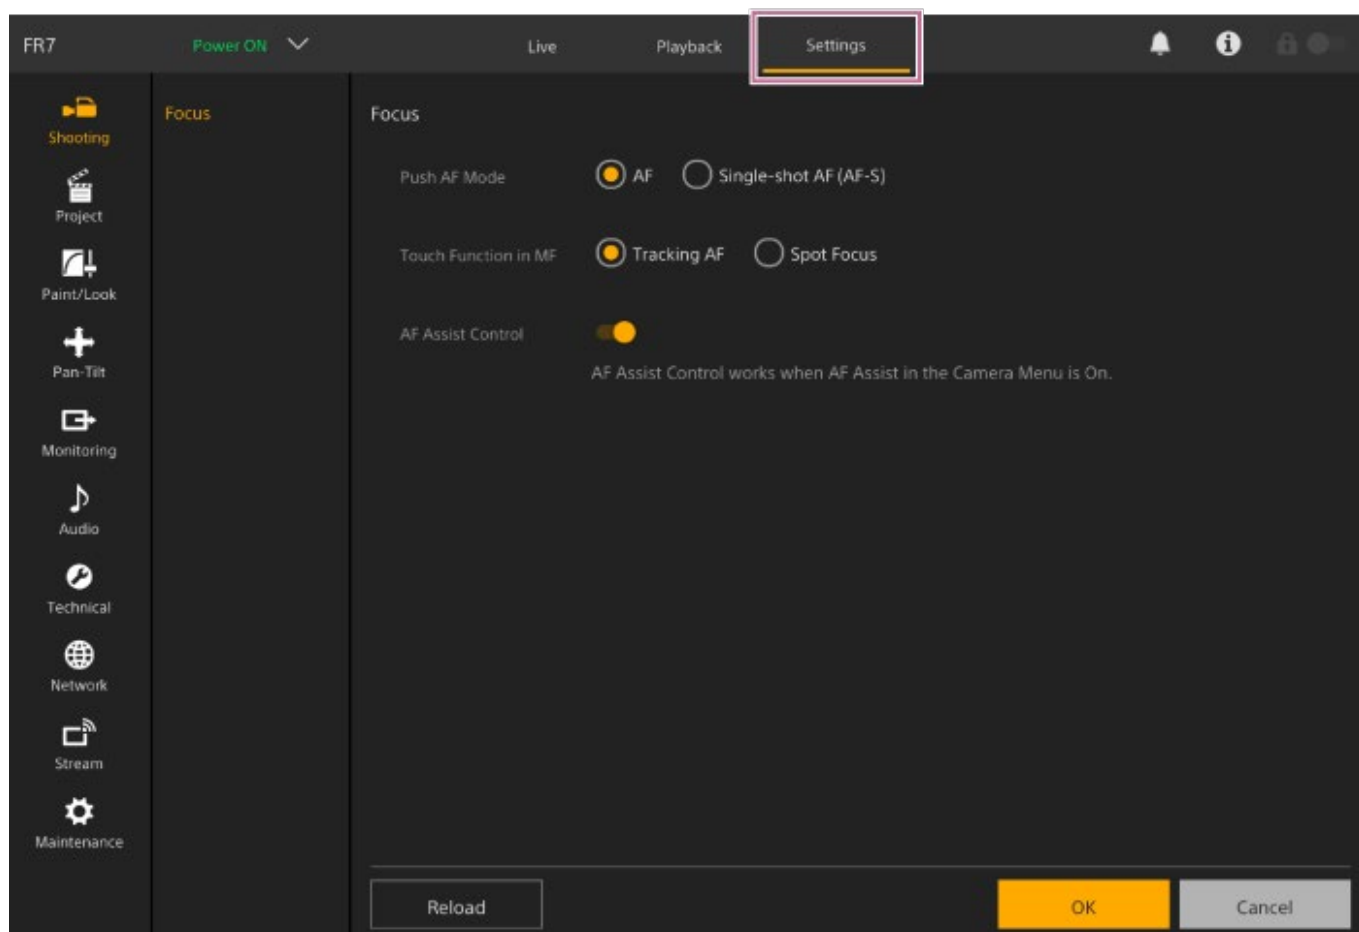 FR7 Power ON Live Playback Settings
Shooting
Project
Paint/Look
Pan-Tilt
Monitoring
Audio
Technical
Network
Stream
Maintenance
Focus
Focus
Push AF Mode AF Single-shot AF (AF-S)
Touch Function in MF Tracking AF Spot Focus
AF Assist Control
AF Assist Control works when AF Assist in the Camera Menu is On.
Reload OK Cancel